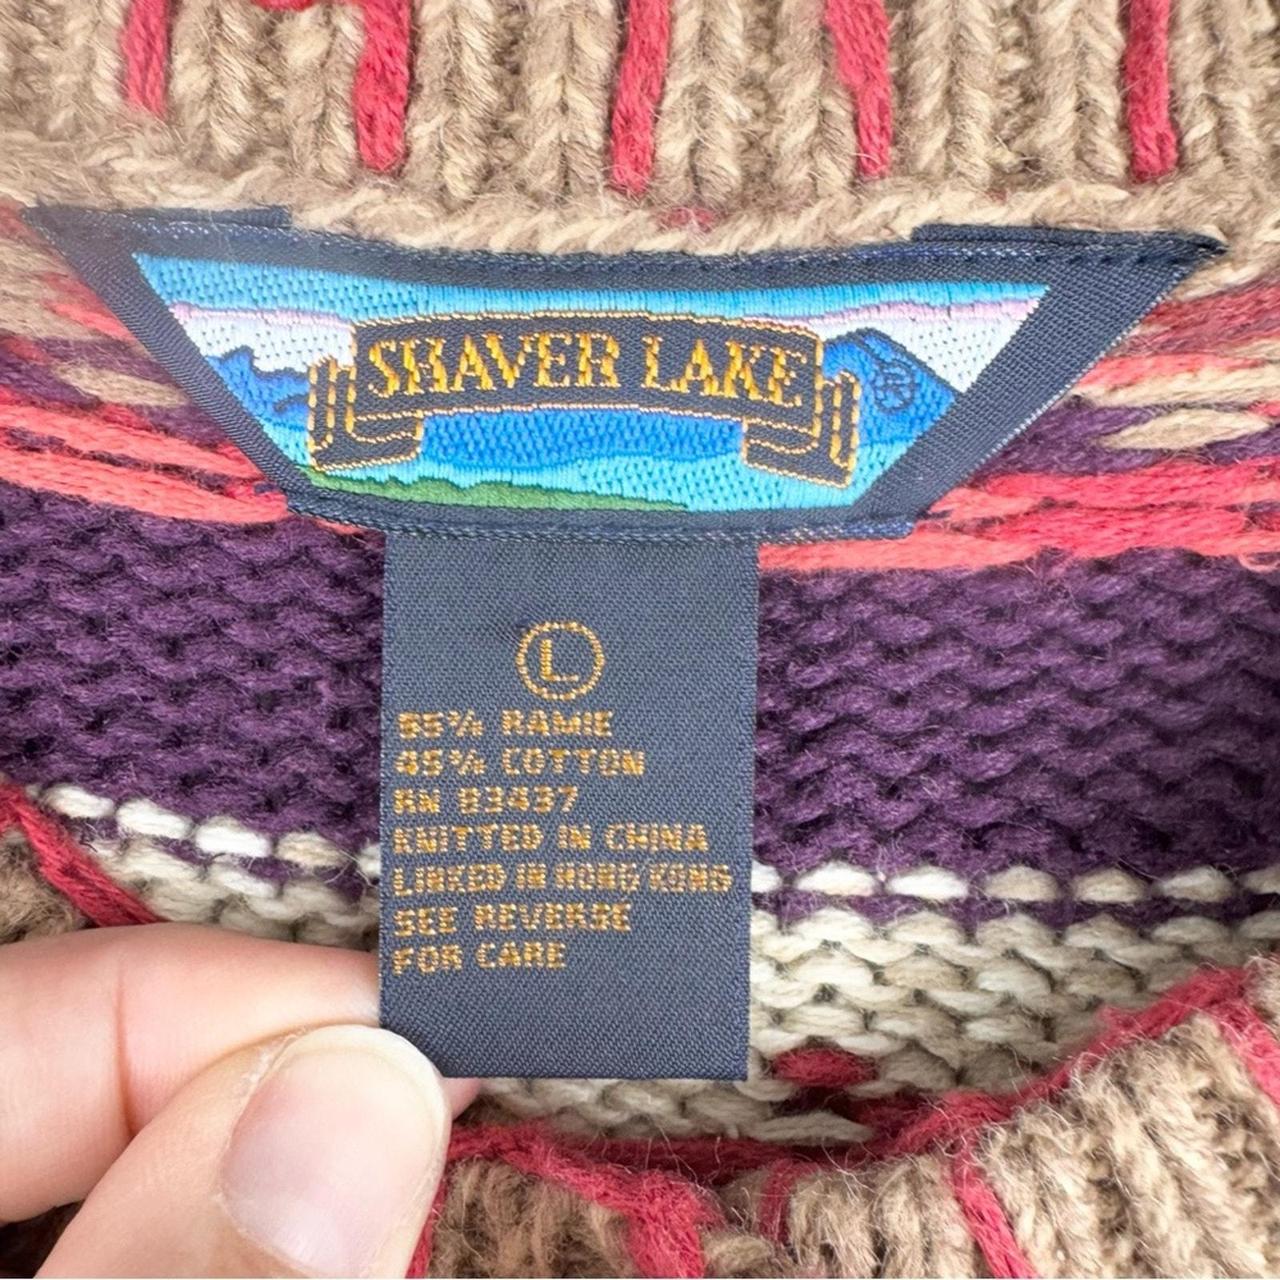 SHAVER LAKE
®
L
55% RAMIE
45% COTTON
RN 83437
KNITTED IN CHINA
LINKED IN HONG KONG
SEE REVERSE
FOR CARE